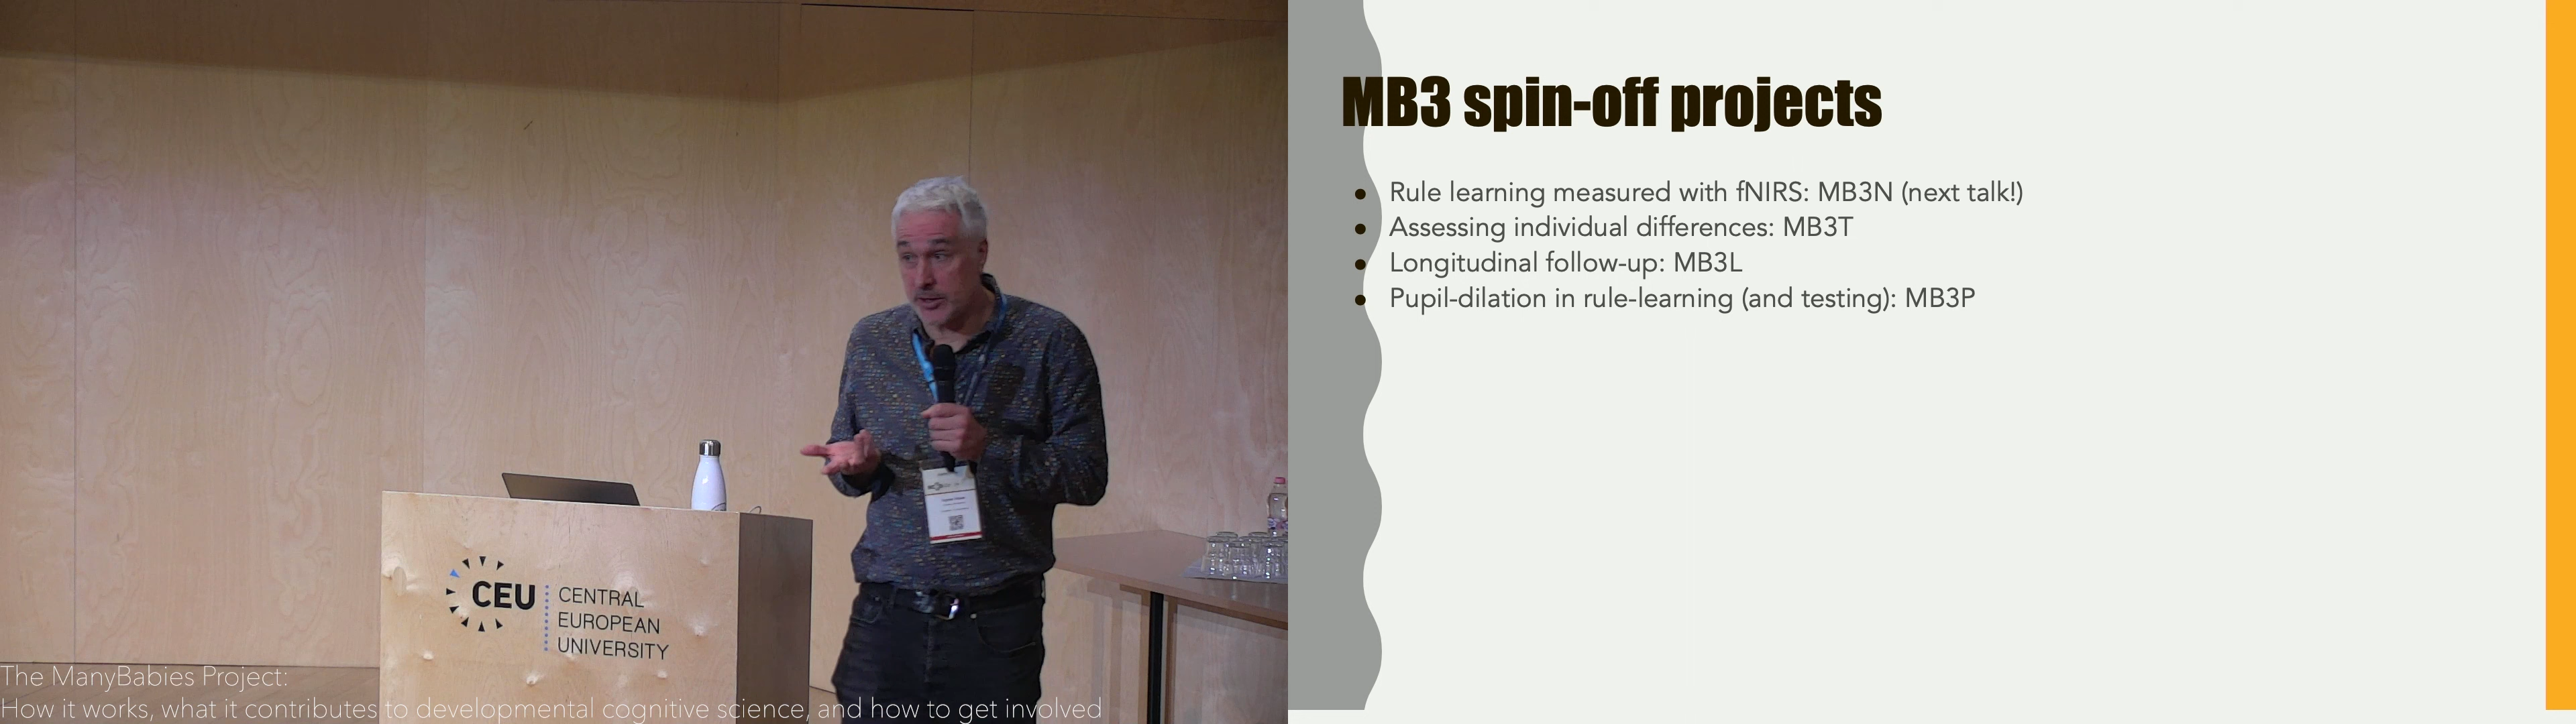 CEU
CENTRAL
EUROPEAN
UNIVERSITY
The ManyBabies Project:
How it works, what it contributes to developmental cognitive science, and how to get involved
MB3 spin-off projects
• Rule learning measured with fNIRS: MB3N (next talk!)
• Assessing individual differences: MB3T
• Longitudinal follow-up: MB3L
• Pupil-dilation in rule-learning (and testing): MB3P